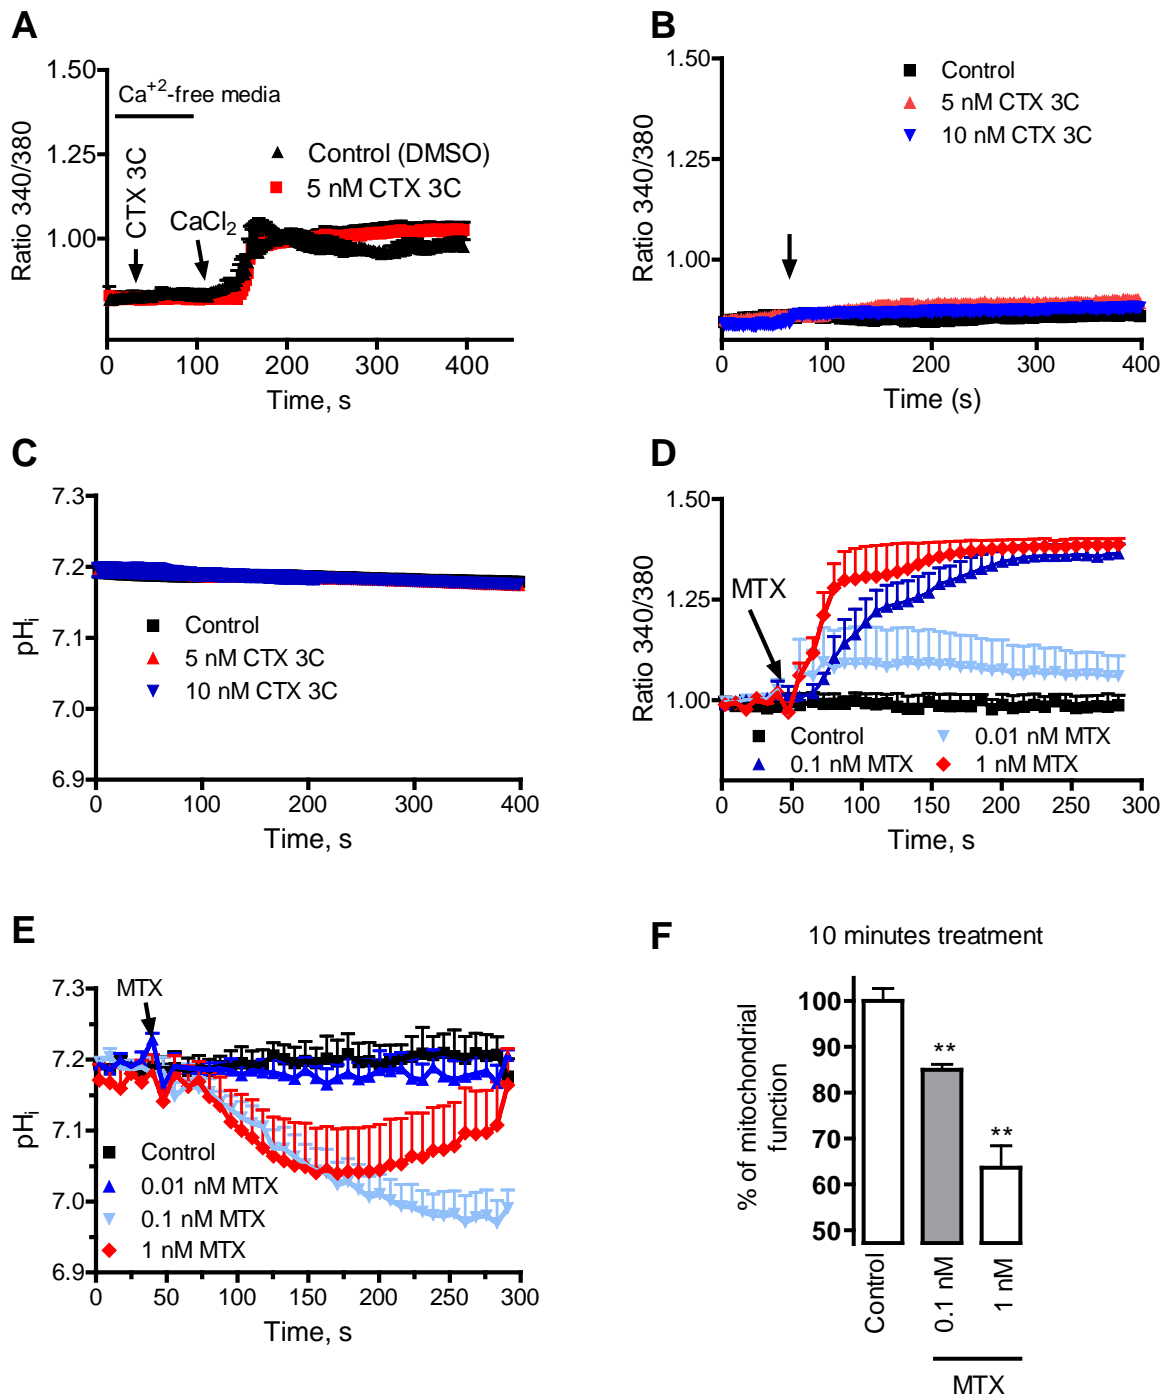 A
Ratio 340/380
1.50
1.25
1.00
Ca+2-free media
CTX 3C
CaCl2
Control (DMSO)
5 nM CTX 3C
0 100 200 300 400
Time, s
B
Ratio 340/380
1.50
1.25
1.00
Control
5 nM CTX 3C
10 nM CTX 3C
0 100 200 300 400
Time (s)
C
pHi
7.3
7.2
7.1
7.0
6.9
Control
5 nM CTX 3C
10 nM CTX 3C
0 100 200 300 400
Time, s
D
Ratio 340/380
1.50
1.25
1.00
MTX
Control 0.01 nM MTX
0.1 nM MTX 1 nM MTX
0 50 100 150 200 250 300
Time, s
E
pHi
7.3
7.2
7.1
7.0
6.9
MTX
Control
0.01 nM MTX
0.1 nM MTX
1 nM MTX
0 50 100 150 200 250 300
Time, s
F
10 minutes treatment
% of mitochondrial
function
100
90
80
70
60
50
**
**
Control
0.1 nM
1 nM
MTX